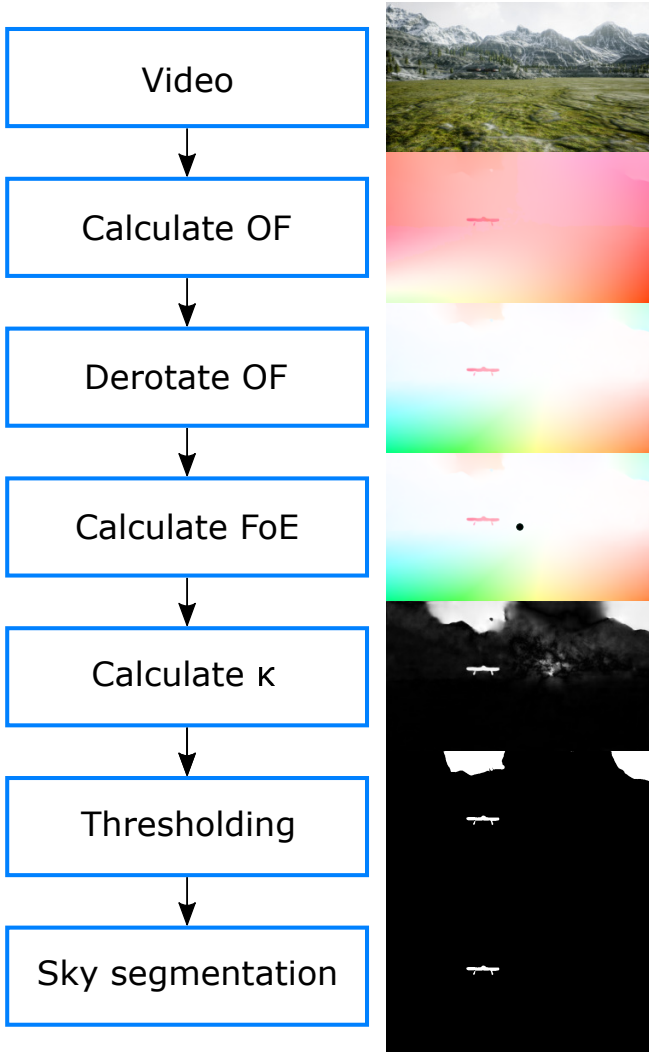 Video
Calculate OF
Derotate OF
Calculate FoE
Calculate κ
Thresholding
Sky segmentation